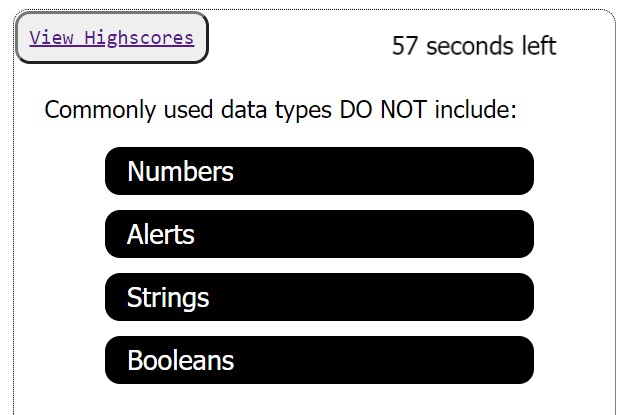 View Highscores
57 seconds left
Commonly used data types DO NOT include:
Numbers
Alerts
Strings
Booleans